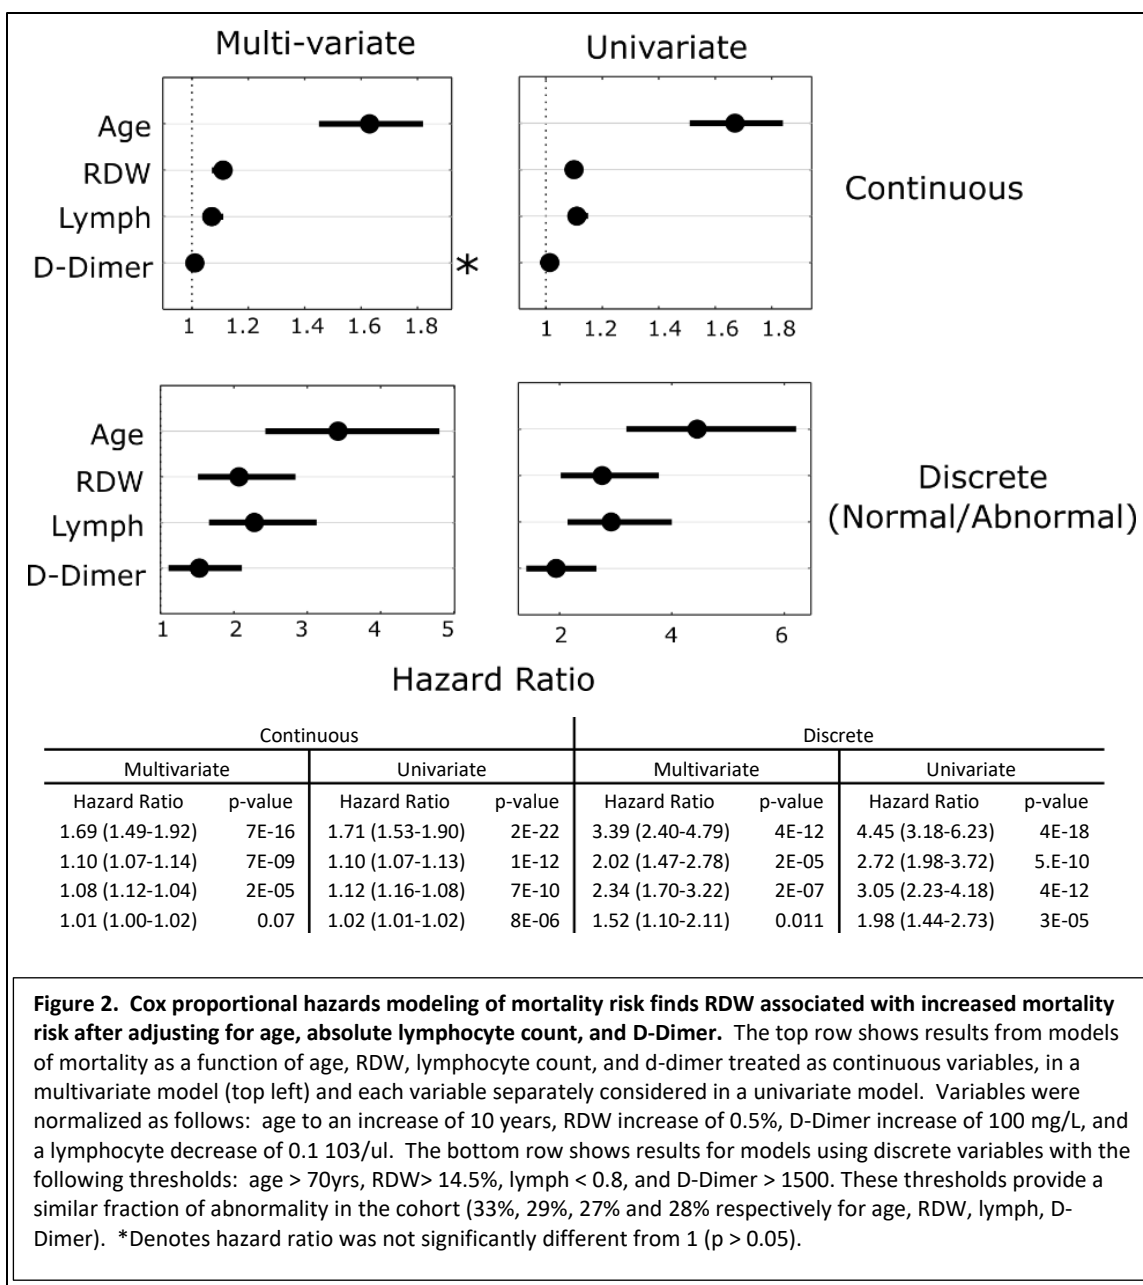 Multi-variate Univariate
Age
RDW
Lymph
D-Dimer
*
Continuous
1 1.2 1.4 1.6 1.8
1 1.2 1.4 1.6 1.8
Age
RDW
Lymph
D-Dimer
Discrete
(Normal/Abnormal)
1 2 3 4 5
2 4 6
Hazard Ratio
Continuous Discrete
Multivariate Univariate Multivariate Univariate
Hazard Ratio p-value Hazard Ratio p-value Hazard Ratio p-value Hazard Ratio p-value
1.69 (1.49-1.92) 7E-16 1.71 (1.53-1.90) 2E-22 3.39 (2.40-4.79) 4E-12 4.45 (3.18-6.23) 4E-18
1.10 (1.07-1.14) 7E-09 1.10 (1.07-1.13) 1E-12 2.02 (1.47-2.78) 2E-05 2.72 (1.98-3.72) 5.E-10
1.08 (1.12-1.04) 2E-05 1.12 (1.16-1.08) 7E-10 2.34 (1.70-3.22) 2E-07 3.05 (2.23-4.18) 4E-12
1.01 (1.00-1.02) 0.07 1.02 (1.01-1.02) 8E-06 1.52 (1.10-2.11) 0.011 1.98 (1.44-2.73) 3E-05
Figure 2. Cox proportional hazards modeling of mortality risk finds RDW associated with increased mortality
risk after adjusting for age, absolute lymphocyte count, and D-Dimer. The top row shows results from models
of mortality as a function of age, RDW, lymphocyte count, and d-dimer treated as continuous variables, in a
multivariate model (top left) and each variable separately considered in a univariate model. Variables were
normalized as follows: age to an increase of 10 years, RDW increase of 0.5%, D-Dimer increase of 100 mg/L, and
a lymphocyte decrease of 0.1 103/ul. The bottom row shows results for models using discrete variables with the
following thresholds: age > 70yrs, RDW> 14.5%, lymph < 0.8, and D-Dimer > 1500. These thresholds provide a
similar fraction of abnormality in the cohort (33%, 29%, 27% and 28% respectively for age, RDW, lymph, D-
Dimer). *Denotes hazard ratio was not significantly different from 1 (p > 0.05).